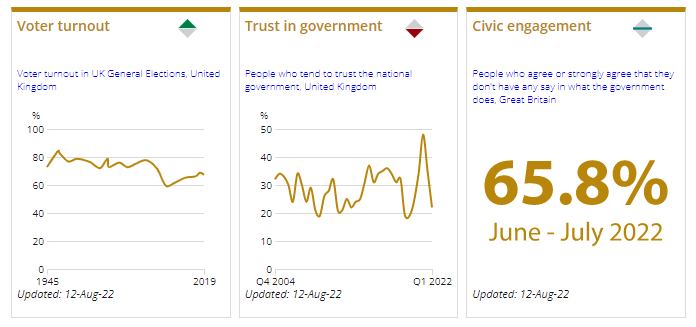 Voter turnout
Voter turnout in UK General Elections, United
Kingdom
%
100
80
60
40
20
0
1945
2019
Updated: 12-Aug-22
Trust in government
People who tend to trust the national
government, United Kingdom
%
50
40
30
20
10
0
Q4 2004
Q1 2022
Updated: 12-Aug-22
Civic engagement
People who agree or strongly agree that they
don't have any say in what the government
does, Great Britain
65.8%
June - July 2022
Updated: 12-Aug-22